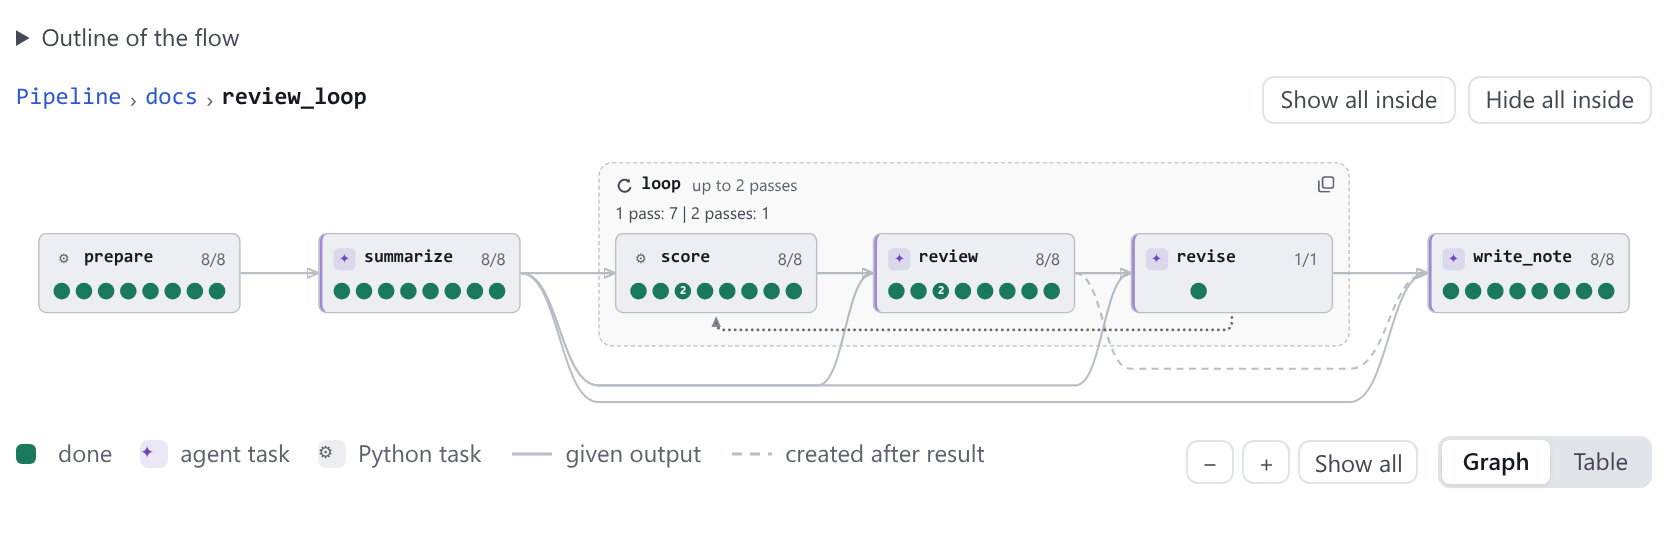 Outline of the flow
Pipeline › docs › review_loop
Show all inside
Hide all inside
loop up to 2 passes
1 pass: 7 | 2 passes: 1
prepare 8/8
summarize 8/8
score 8/8
2
review 8/8
2
revise 1/1
write_note 8/8
done
agent task
Python task
given output
created after result
−
+
Show all
Graph
Table